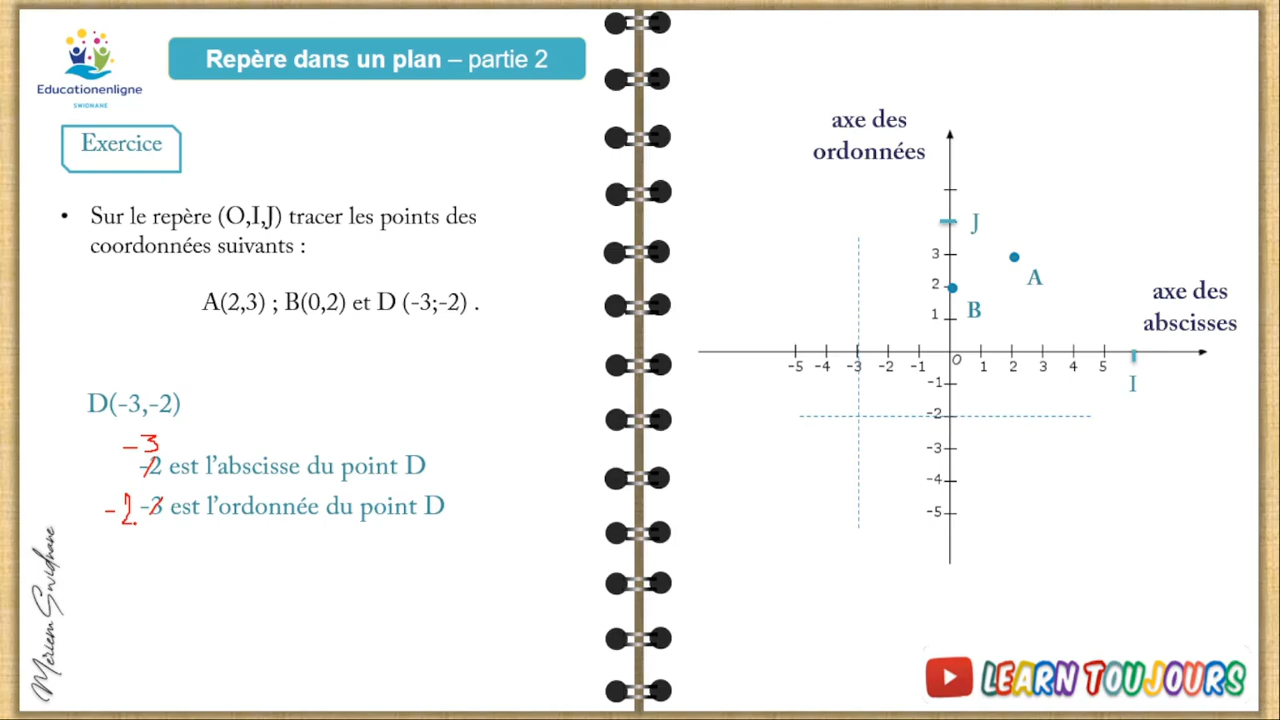 Educationenligne
SWIGNANE
Repère dans un plan – partie 2
Exercice
• Sur le repère (O,I,J) tracer les points des
coordonnées suivants :
A(2,3) ; B(0,2) et D (-3;-2) .
D(-3,-2)
-3
-2 est l’abscisse du point D
-2. -3 est l’ordonnée du point D
Meriem Swignane
axe des
ordonnées
J
3
A
2
B
1
axe des
abscisses
-5 -4 -3 -2 -1 O 1 2 3 4 5
I
-1
-2
-3
-4
-5
LEARN TOUJOURS